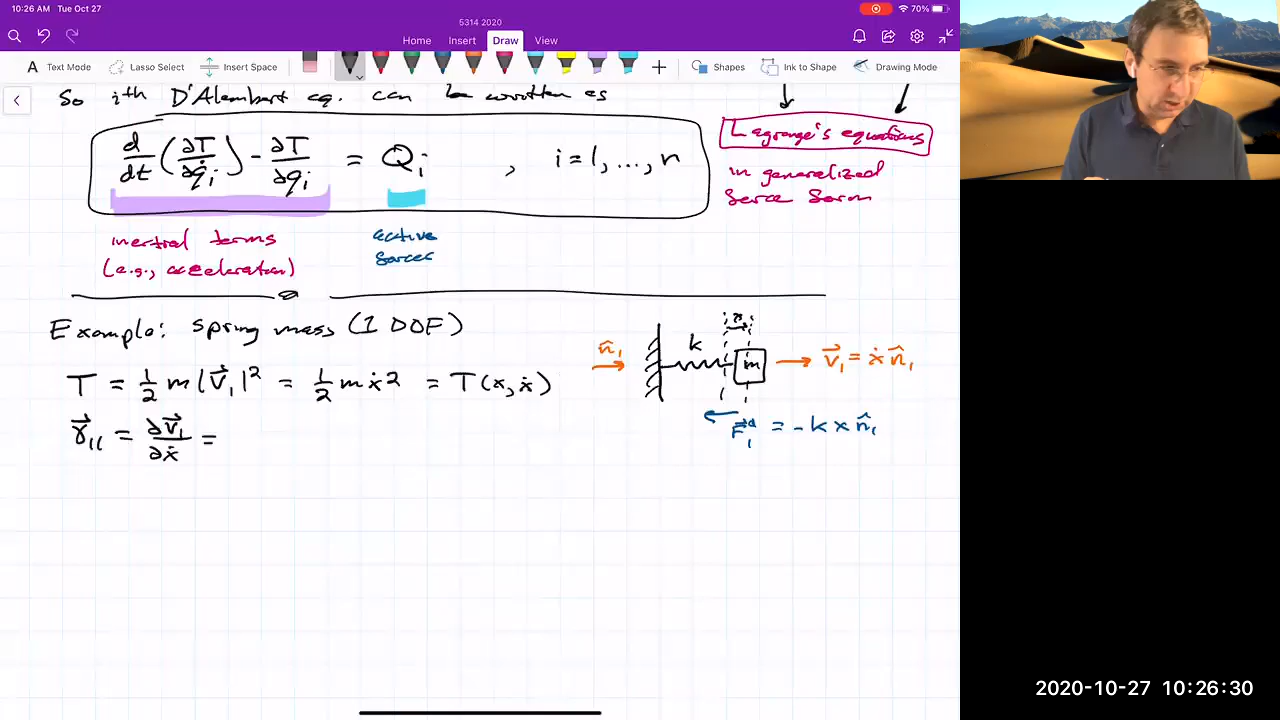 10:26 AM Tue Oct 27
70%
5314 2020
Home Insert Draw View
Text Mode Lasso Select Insert Space Shapes Ink to Shape Drawing Mode
So ith D'Alembert eq. can be written as
d/dt (∂T/∂q̇i) - ∂T/∂qi = Qi , i=1,...,n
Lagrange's equations
in generalized
force form
inertial terms
(e.g., acceleration)
active
forces
Example: spring mass (1 DOF)
n̂1
k
x
m
v⃗1 = ẋ n̂1
T = 1/2 m |v⃗1|² = 1/2 m ẋ² = T(x, ẋ)
F⃗1ᵃ = -k x n̂1
γ⃗11 = ∂v⃗1/∂ẋ =
2020-10-27 10:26:30